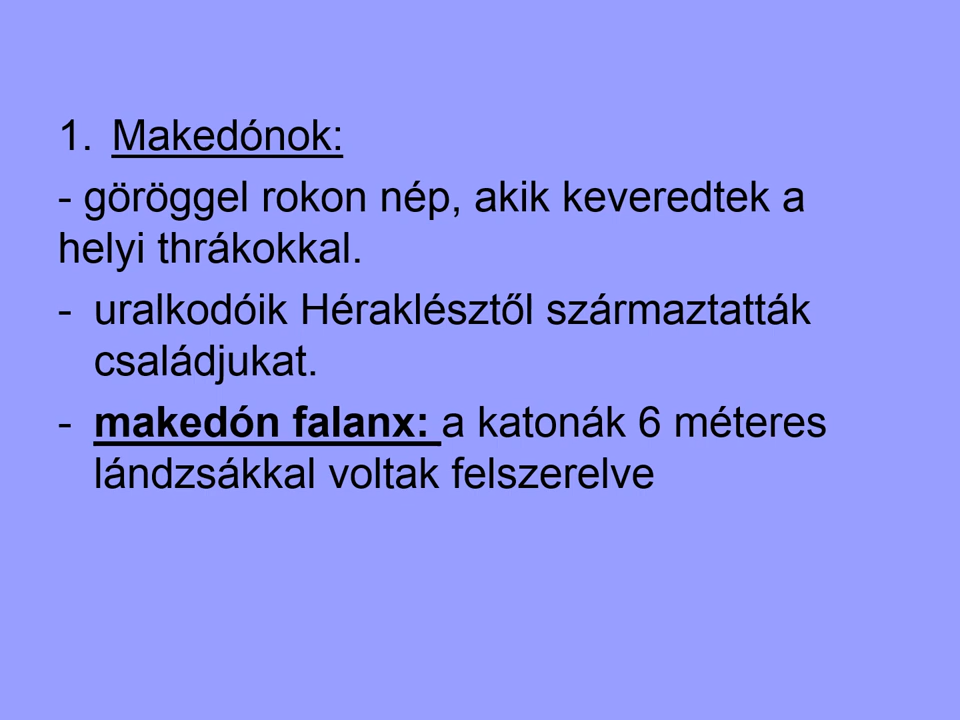 1. Makedónok:
- göröggel rokon nép, akik keveredtek a
helyi thrákokkal.
- uralkodóik Héraklésztől származtatták
családjukat.
- makedón falanx: a katonák 6 méteres
lándzsákkal voltak felszerelve